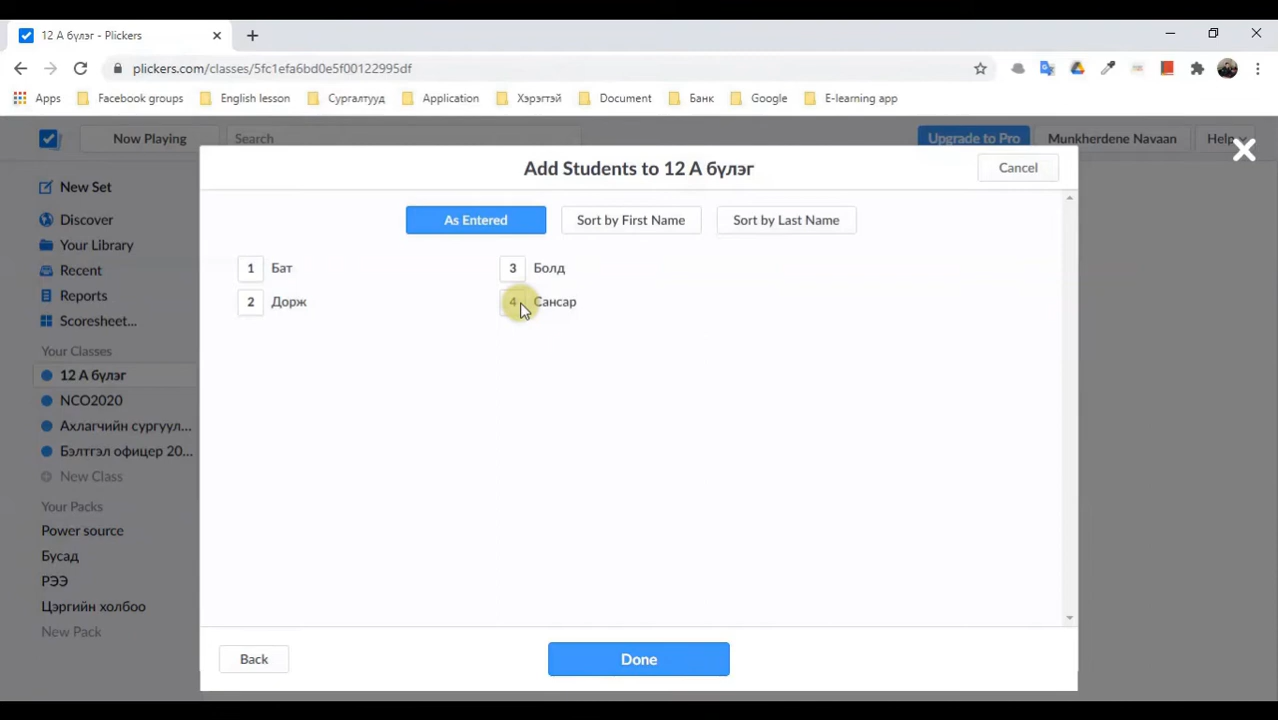 12 А бүлэг - Plickers
plickers.com/classes/5fc1efa6bd0e5f00122995df
Apps
Facebook groups
English lesson
Сургалтууд
Application
Хэрэгтэй
Document
Банк
Google
E-learning app
Now Playing
Search
Upgrade to Pro
Munkherdene Navaan
Help
New Set
Discover
Your Library
Recent
Reports
Scoresheet...
Your Classes
12 А бүлэг
NCO2020
Ахлагчийн сургуул...
Бэлтгэл офицер 20...
New Class
Your Packs
Power source
Бусад
РЭЭ
Цэргийн холбоо
New Pack
Add Students to 12 А бүлэг
Cancel
As Entered
Sort by First Name
Sort by Last Name
1 Бат
2 Дорж
3 Болд
4 Сансар
Back
Done